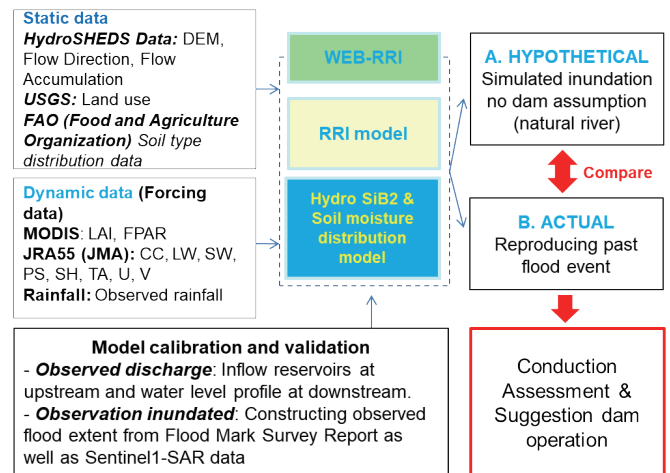 Static data
HydroSHEDS Data: DEM,
Flow Direction, Flow
Accumulation
USGS: Land use
FAO (Food and Agriculture
Organization) Soil type
distribution data
Dynamic data (Forcing
data)
MODIS: LAI, FPAR
JRA55 (JMA): CC, LW, SW,
PS, SH, TA, U, V
Rainfall: Observed rainfall
WEB-RRI
RRI model
Hydro SiB2 &
Soil moisture
distribution
model
A. HYPOTHETICAL
Simulated inundation
no dam assumption
(natural river)
Compare
B. ACTUAL
Reproducing past
flood event
Model calibration and validation
- Observed discharge: Inflow reservoirs at
upstream and water level profile at downstream.
- Observation inundated: Constructing observed
flood extent from Flood Mark Survey Report as
well as Sentinel1-SAR data
Conduction
Assessment &
Suggestion dam
operation